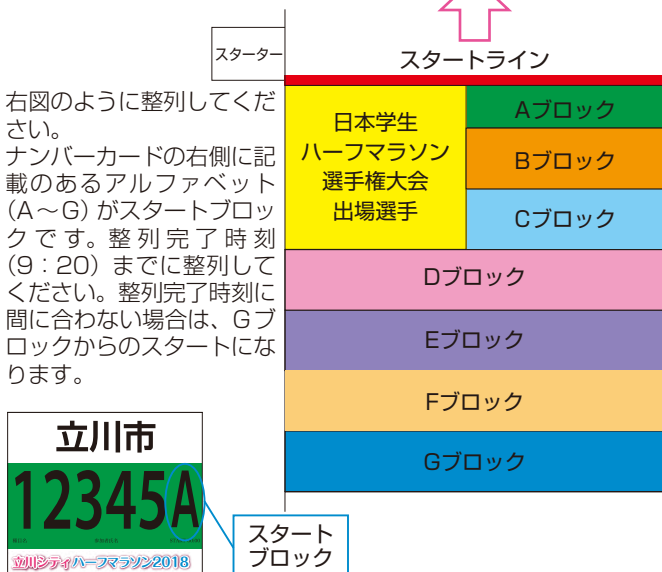 スターター
スタートライン
右図のように整列してくだ
さい。
ナンバーカードの右側に記
載のあるアルファベット
（A～G）がスタートブロッ
クです。整列完了時刻
（9：20）までに整列して
ください。整列完了時刻に
間に合わない場合は、Gブ
ロックからのスタートにな
ります。
日本学生
ハーフマラソン
選手権大会
出場選手
Aブロック
Bブロック
Cブロック
Dブロック
Eブロック
Fブロック
Gブロック
立川市
12345A
立川シティハーフマラソン2018
スタート
ブロック